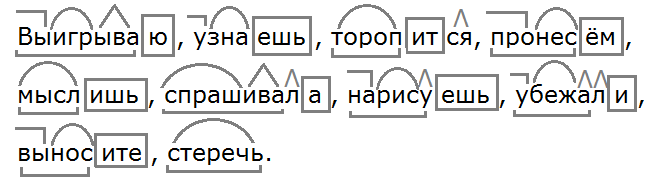 Выигрываю, узнаешь, торопится, пронесём,
мыслишь, спрашивала, нарисуешь, убежали,
выносите, стеречь.